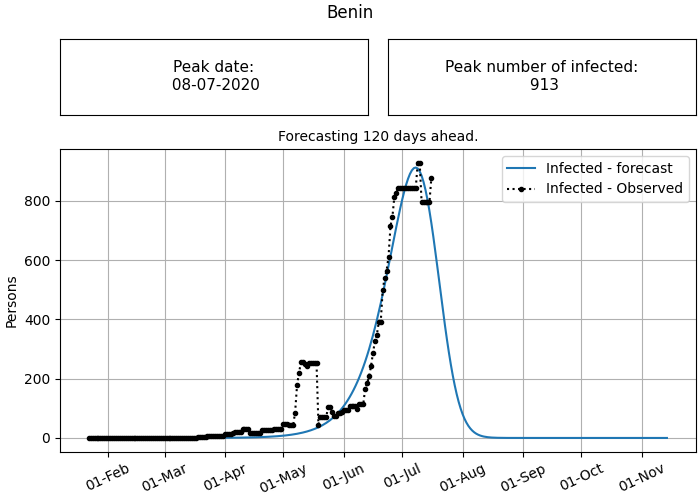 Benin
Peak date:
08-07-2020
Peak number of infected:
913
Forecasting 120 days ahead.
Infected - forecast
Infected - Observed
Persons
800
600
400
200
0
01-Feb
01-Mar
01-Apr
01-May
01-Jun
01-Jul
01-Aug
01-Sep
01-Oct
01-Nov